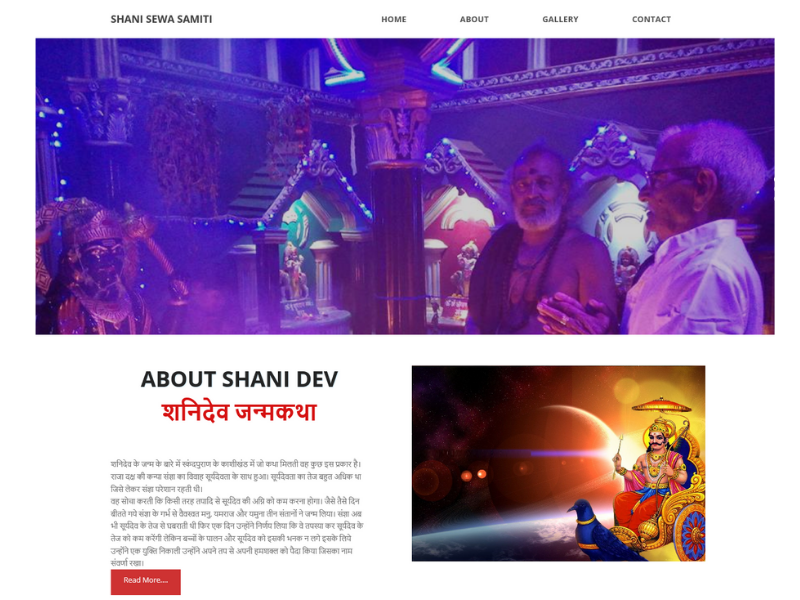 SHANI SEWA SAMITI
HOME ABOUT GALLERY CONTACT
ABOUT SHANI DEV
शनिदेव जन्मकथा
शनिदेव के जन्म के बारे में स्कंदपुराण के काशीखंड में जो कथा मिलती वह कुछ इस प्रकार है।
राजा दक्ष की कन्या संज्ञा का विवाह सूर्यदेवता के साथ हुआ। सूर्यदेवता का तेज बहुत अधिक था
जिसे लेकर संज्ञा परेशान रहती थी।
वह सोचा करती कि किसी तरह तपादि से सूर्यदेव की अग्नि को कम करना होगा। जैसे तैसे दिन
बीतते गये संज्ञा के गर्भ से वैवस्वत मनु, यमराज और यमुना तीन संतानों ने जन्म लिया। संज्ञा अब
भी सूर्यदेव के तेज से घबराती थी फिर एक दिन उन्होंने निर्णय लिया कि वे तपस्या कर सूर्यदेव के
तेज को कम करेंगी लेकिन बच्चों के पालन और सूर्यदेव को इसकी भनक न लगे इसके लिये
उन्होंने एक युक्ति निकाली उन्होंने अपने तप से अपनी हमशक्ल को पैदा किया जिसका नाम
संवर्णा रखा।
Read More....